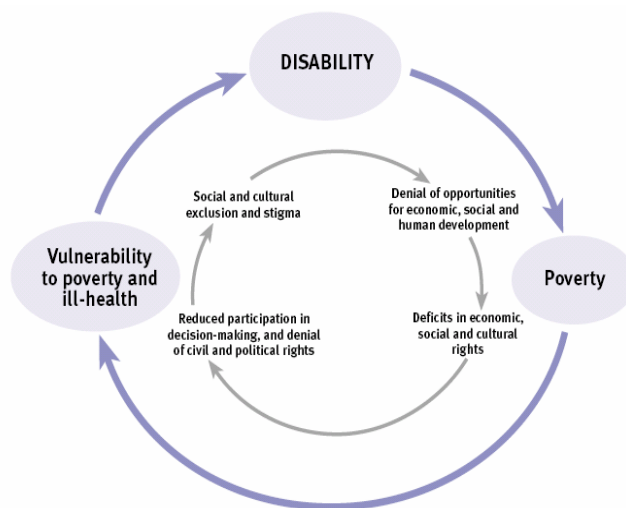 DISABILITY
Social and cultural
exclusion and stigma
Denial of opportunities
for economic, social and
human development
Vulnerability
to poverty and
ill-health
Poverty
Reduced participation in
decision-making, and denial
of civil and political rights
Deficits in economic,
social and cultural
rights